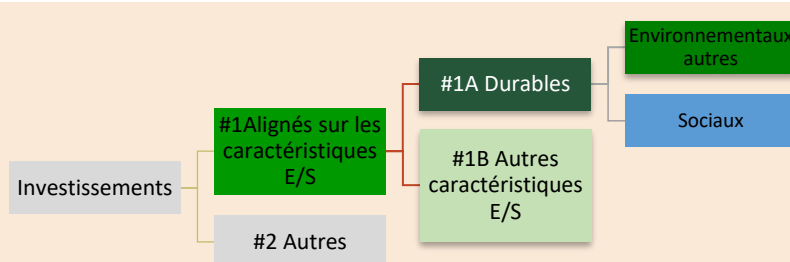 Investissements
#1Alignés sur les
caractéristiques
E/S
#2 Autres
#1A Durables
#1B Autres
caractéristiques
E/S
Environnementaux
autres
Sociaux